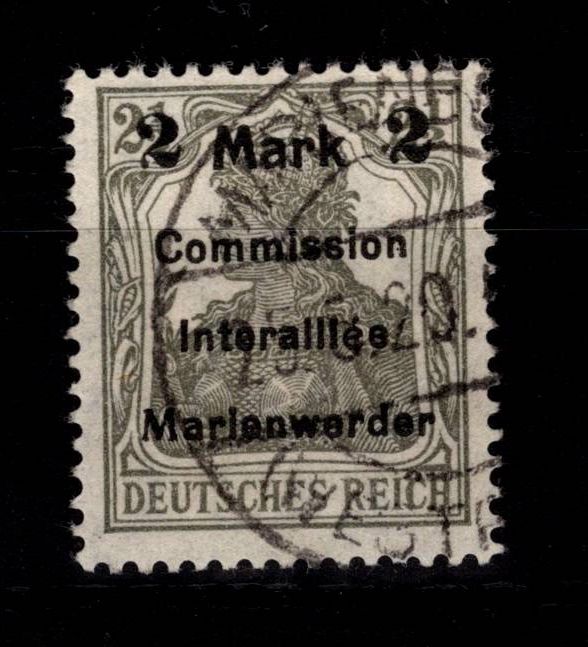 2 Mark 2
Commission
Interalliée
Marienwerder
DEUTSCHES REICH